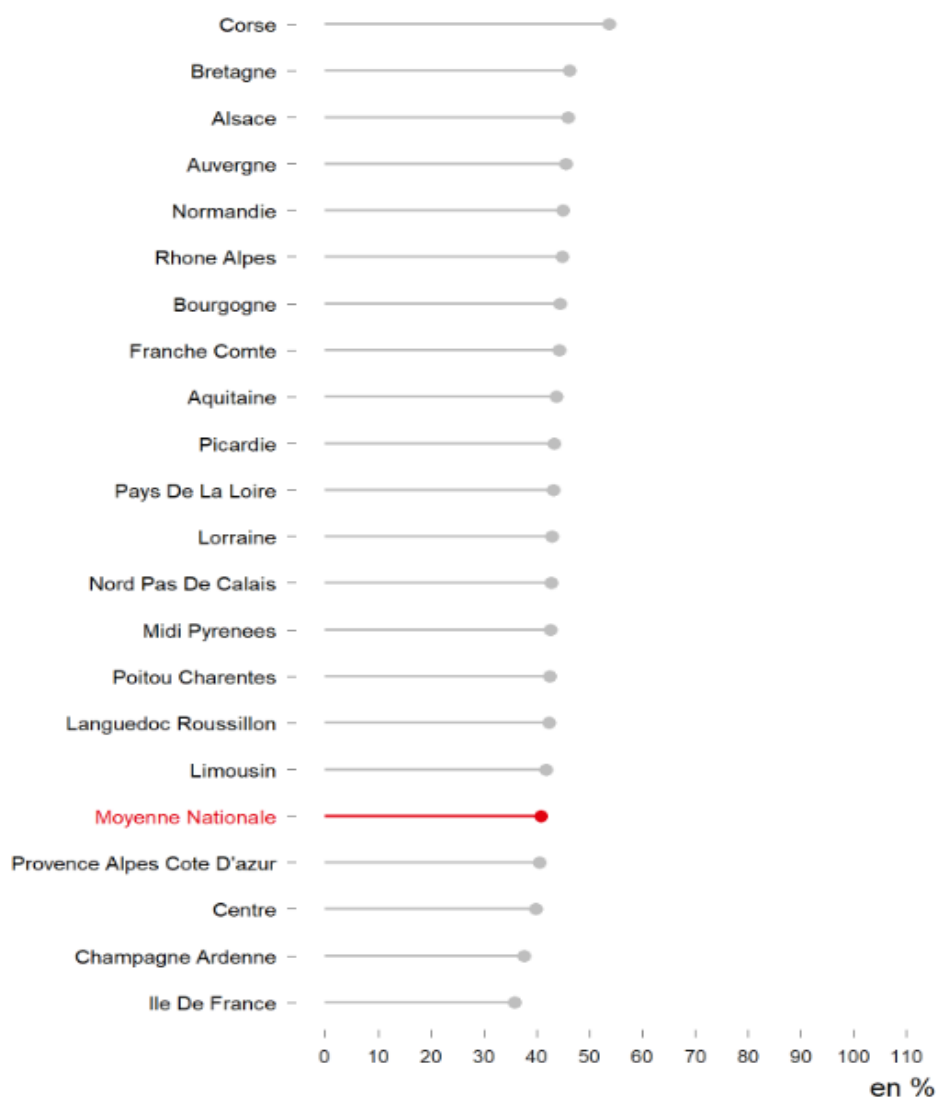 Corse
Bretagne
Alsace
Auvergne
Normandie
Rhone Alpes
Bourgogne
Franche Comte
Aquitaine
Picardie
Pays De La Loire
Lorraine
Nord Pas De Calais
Midi Pyrenees
Poitou Charentes
Languedoc Roussillon
Limousin
Moyenne Nationale
Provence Alpes Cote D'azur
Centre
Champagne Ardenne
Ile De France
0 10 20 30 40 50 60 70 80 90 100 110
en %